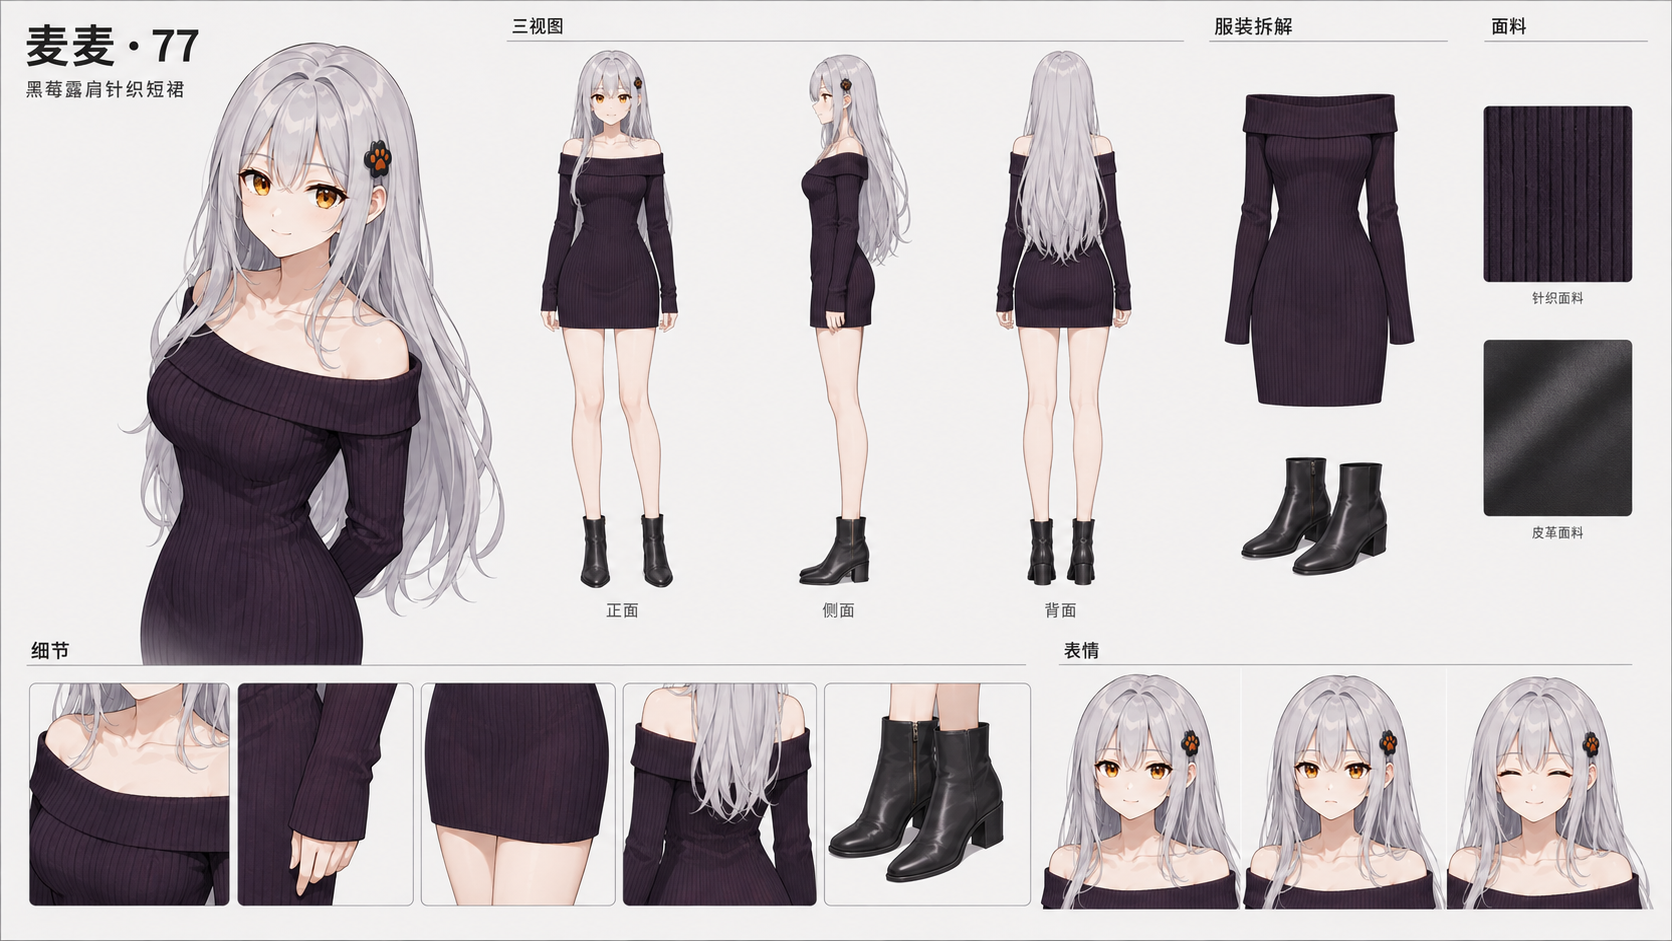 麦麦·77
黑莓露肩针织短裙
三视图
正面
侧面
背面
服装拆解
面料
针织面料
皮革面料
细节
表情